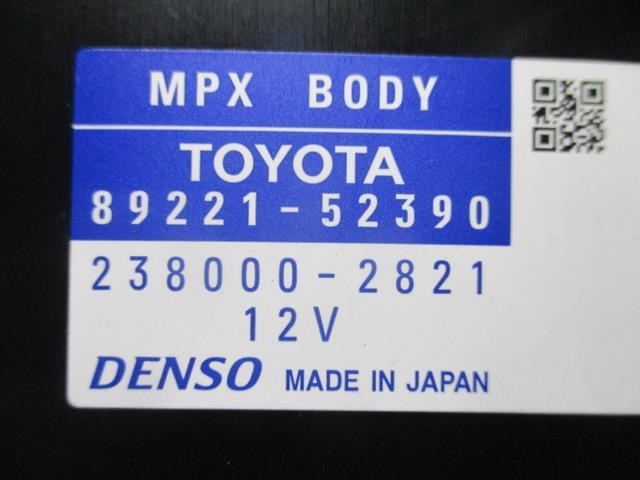 MPX BODY
TOYOTA
89221-52390
238000-2821
12V
DENSO MADE IN JAPAN